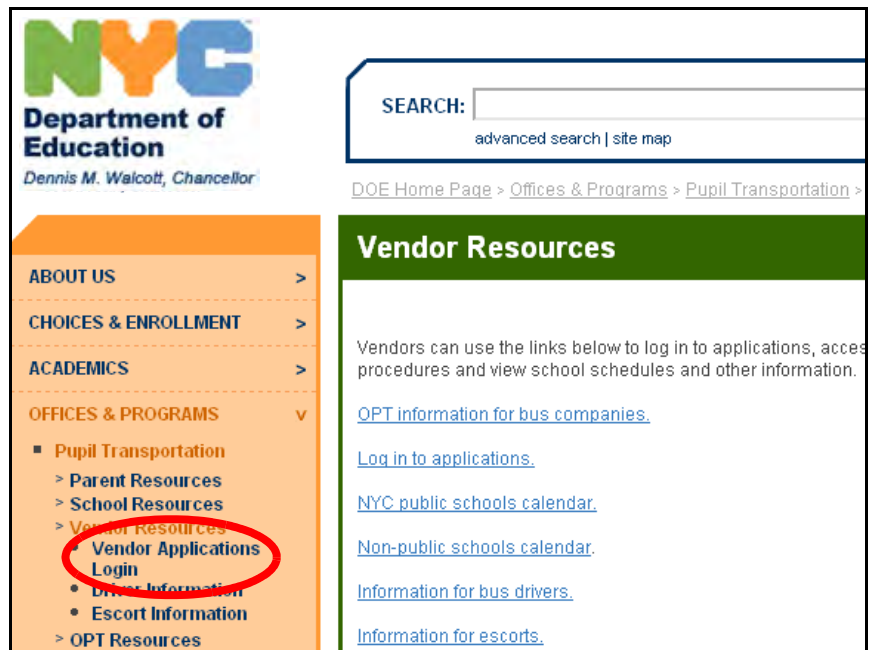 NYC
Department of
Education
Dennis M. Walcott, Chancellor
SEARCH:
advanced search | site map
DOE Home Page > Offices & Programs > Pupil Transportation >
ABOUT US >
CHOICES & ENROLLMENT >
ACADEMICS >
OFFICES & PROGRAMS v
Pupil Transportation
> Parent Resources
> School Resources
> Vendor Resources
• Vendor Applications
Login
• Driver Information
• Escort Information
> OPT Resources
Vendor Resources
Vendors can use the links below to log in to applications,
procedures and view school schedules and other information.
OPT information for bus companies.
Log in to applications.
NYC public schools calendar.
Non-public schools calendar.
Information for bus drivers.
Information for escorts.